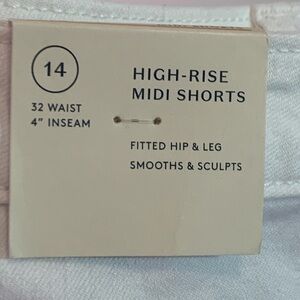 14
32 WAIST
4" INSEAM
HIGH-RISE
MIDI SHORTS
FITTED HIP & LEG
SMOOTHS & SCULPTS